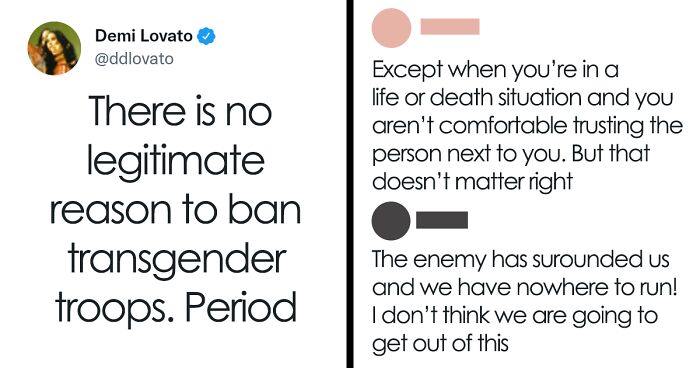 Demi Lovato
@ddlovato
There is no
legitimate
reason to ban
transgender
troops. Period
Except when you're in a
life or death situation and you
aren't comfortable trusting the
person next to you. But that
doesn't matter right
The enemy has surounded us
and we have nowhere to run!
I don't think we are going to
get out of this